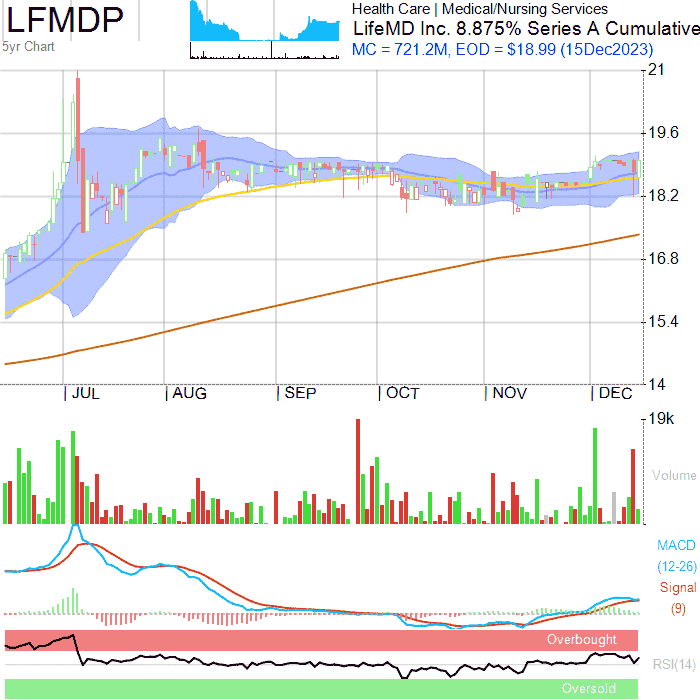 LFMDP
5yr Chart
Health Care | Medical/Nursing Services
LifeMD Inc. 8.875% Series A Cumulative
MC = 721.2M, EOD = $18.99 (15Dec2023)
21
19.6
18.2
16.8
15.4
14
| JUL | AUG | SEP | OCT | NOV | DEC
19k
Volume
MACD
(12-26)
Signal
(9)
Overbought
RSI(14)
Oversold